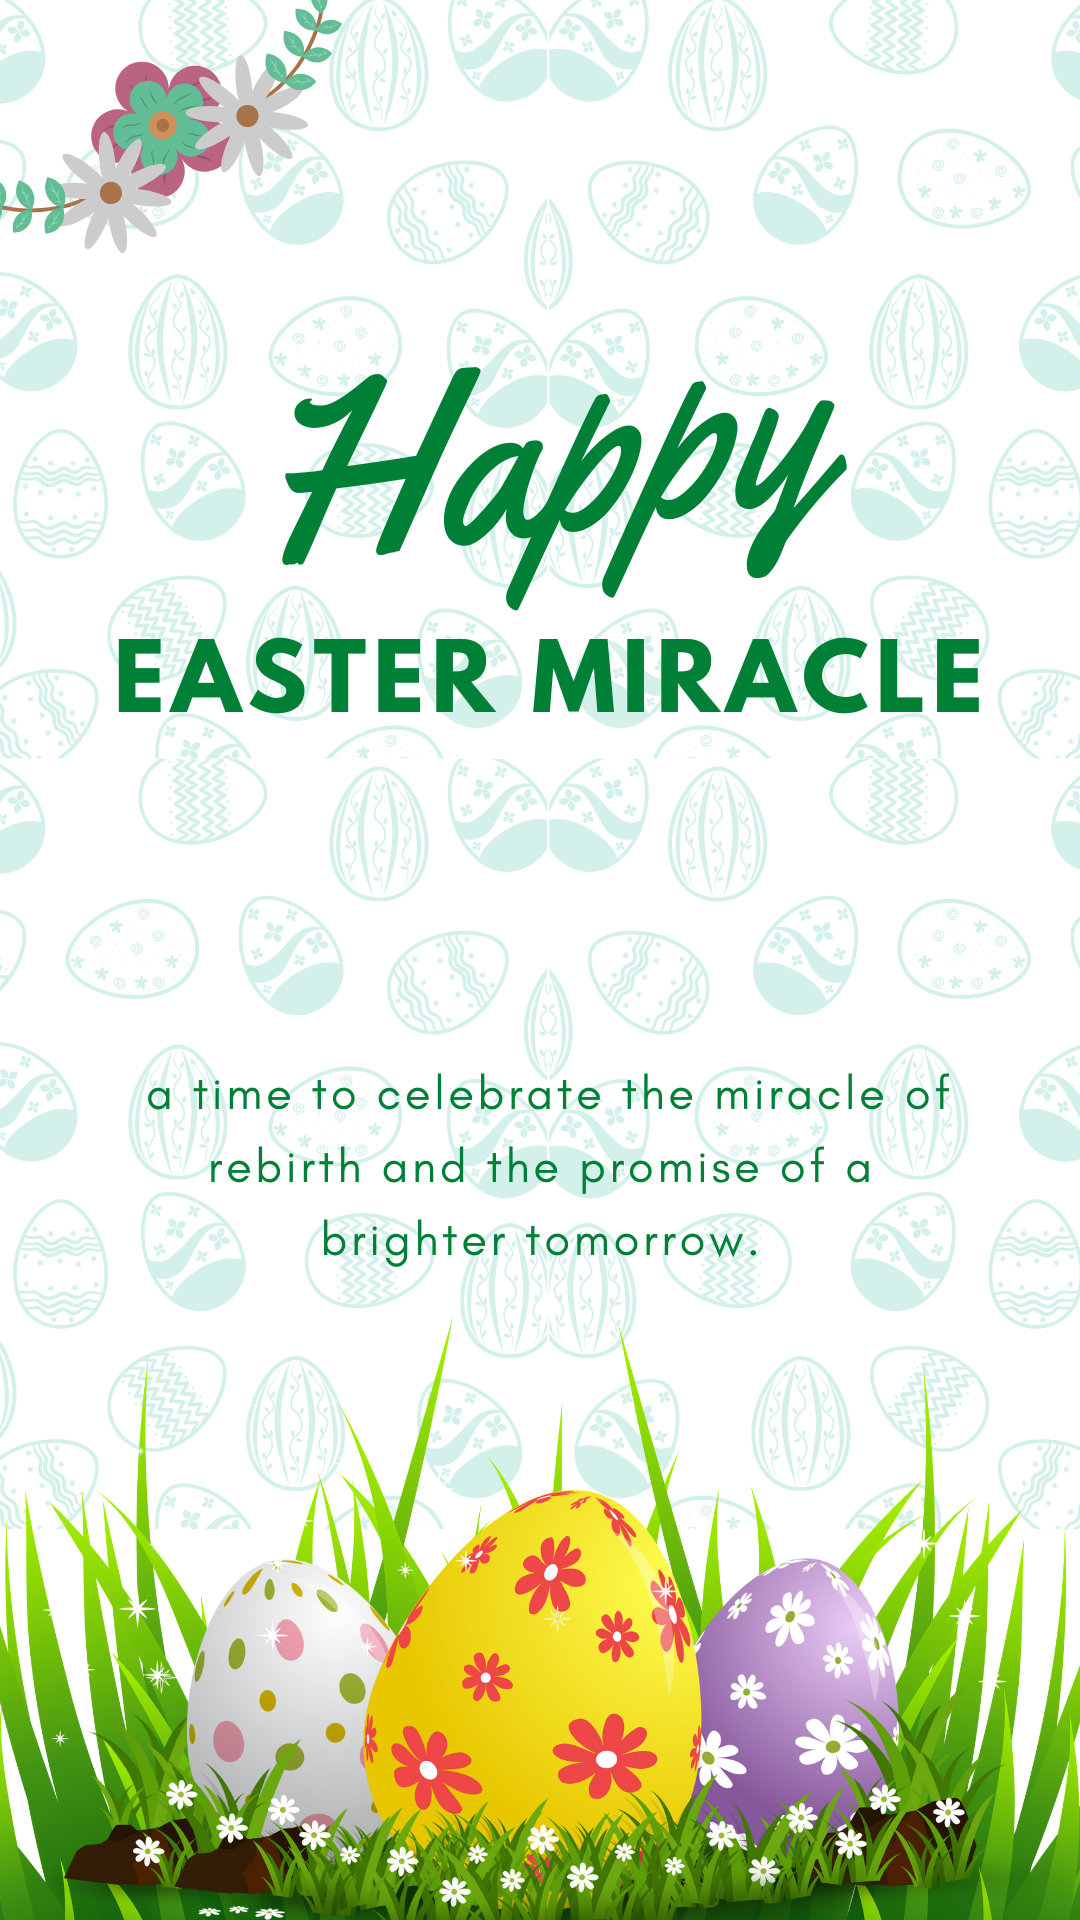 Happy
EASTER MIRACLE
a time to celebrate the miracle of
rebirth and the promise of a
brighter tomorrow.